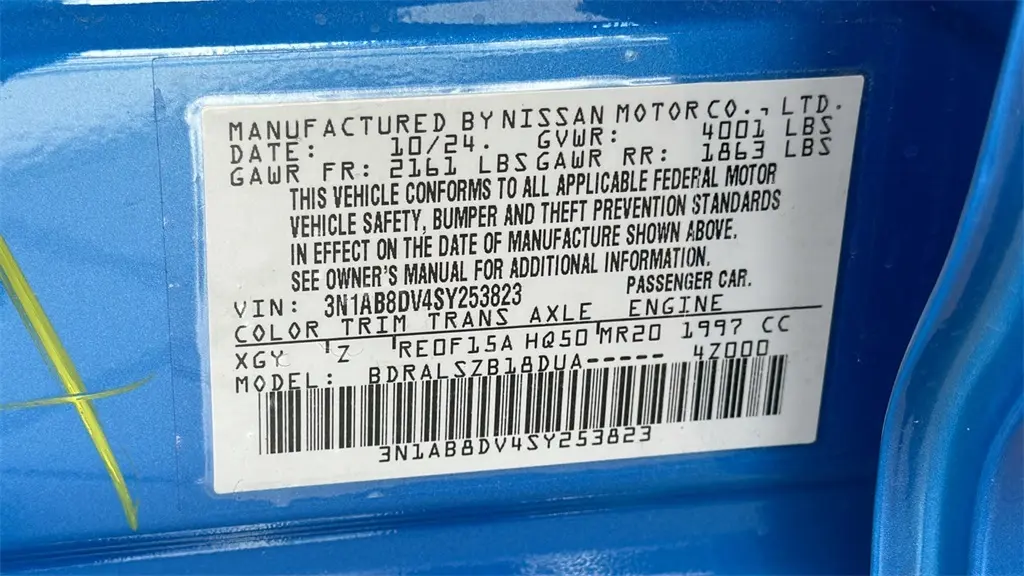 MANUFACTURED BY NISSAN MOTOR CO., LTD.
DATE: 10/24. GVWR: 4001 LBS
GAWR FR: 2161 LBS GAWR RR: 1863 LBS
THIS VEHICLE CONFORMS TO ALL APPLICABLE FEDERAL MOTOR
VEHICLE SAFETY, BUMPER AND THEFT PREVENTION STANDARDS
IN EFFECT ON THE DATE OF MANUFACTURE SHOWN ABOVE.
SEE OWNER'S MANUAL FOR ADDITIONAL INFORMATION.
VIN: 3N1AB8DV4SY253823 PASSENGER CAR.
COLOR TRIM TRANS AXLE ENGINE
XGY Z RE0F15A HQ50 MR20 1997 CC
MODEL: BDRALSZB18DUA----- 4Z000
3N1AB8DV4SY253823